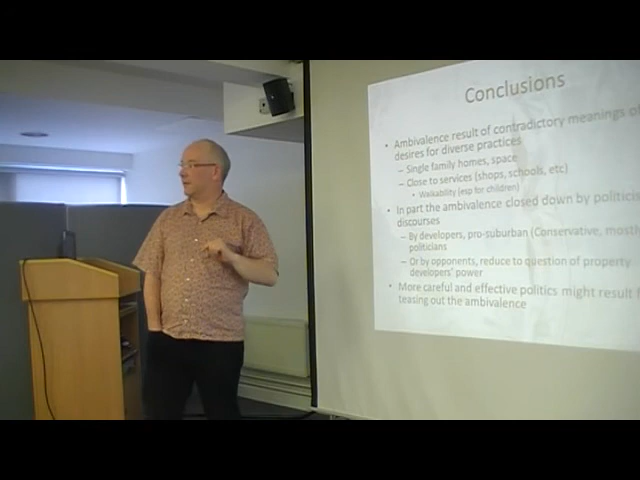 Conclusions
• Ambivalence result of contradictory meanings of
desires for diverse practices
– Single family homes, space
– Close to services (shops, schools, etc)
• Walkability (esp for children)
• In part the ambivalence closed down by
discourses
– By developers, pro-suburban (Conservative,
politicians
– Or by opponents, reduce to question of property
developers' power
• More careful and effective politics might result
teasing out the ambivalence